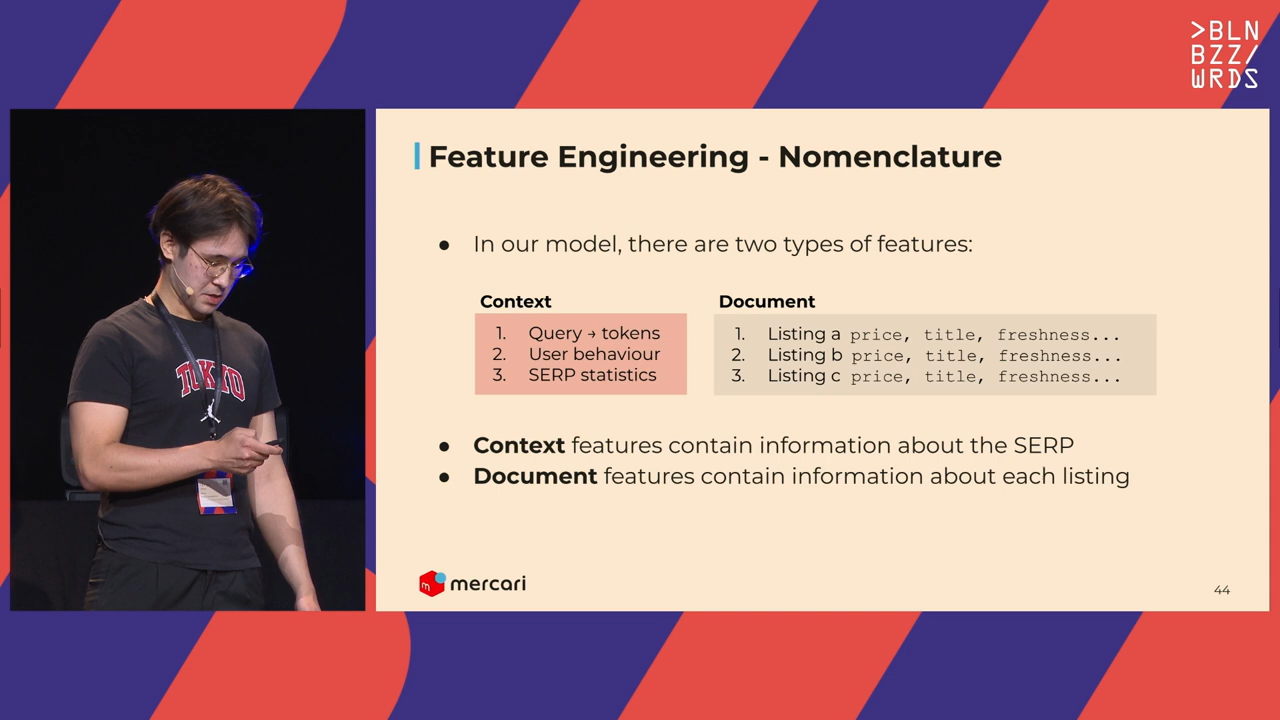 >BLN
BZZ/
WRDS
Feature Engineering - Nomenclature
● In our model, there are two types of features:
Context
1. Query → tokens
2. User behaviour
3. SERP statistics
Document
1. Listing a price, title, freshness...
2. Listing b price, title, freshness...
3. Listing c price, title, freshness...
● Context features contain information about the SERP
● Document features contain information about each listing
mercari
44
TOKYO